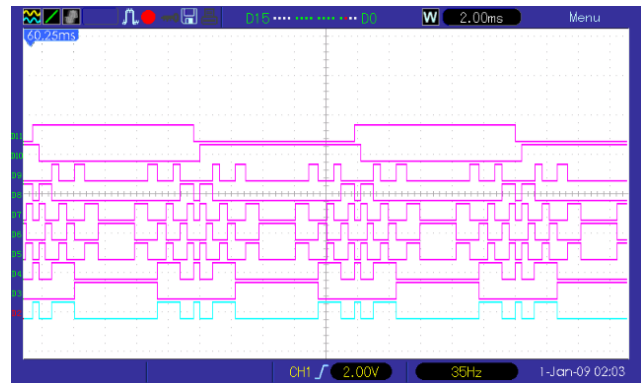 D15 D0 W 2.00ms Menu
60.25ms
D11
D10
D9
D8
D7
D6
D5
D4
D3
CH1 2.00V 35Hz 1-Jan-09 02:03